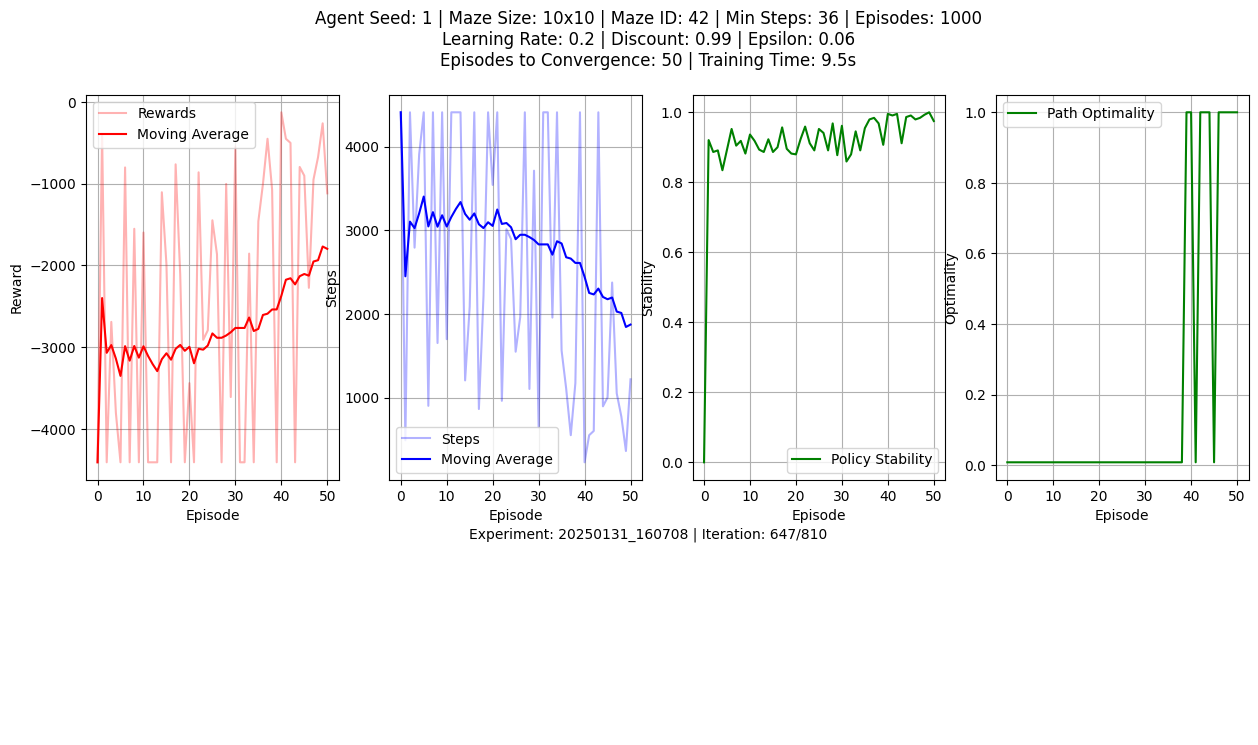 Agent Seed: 1 | Maze Size: 10x10 | Maze ID: 42 | Min Steps: 36 | Episodes: 1000
Learning Rate: 0.2 | Discount: 0.99 | Epsilon: 0.06
Episodes to Convergence: 50 | Training Time: 9.5s
Reward
0
−1000
−2000
−3000
−4000
Rewards
Moving Average
0 10 20 30 40 50
Episode
Steps
4000
3000
2000
1000
Steps
Moving Average
0 10 20 30 40 50
Episode
Stability
1.0
0.8
0.6
0.4
0.2
0.0
Policy Stability
0 10 20 30 40 50
Episode
Optimality
1.0
0.8
0.6
0.4
0.2
0.0
Path Optimality
0 10 20 30 40 50
Episode
Experiment: 20250131_160708 | Iteration: 647/810